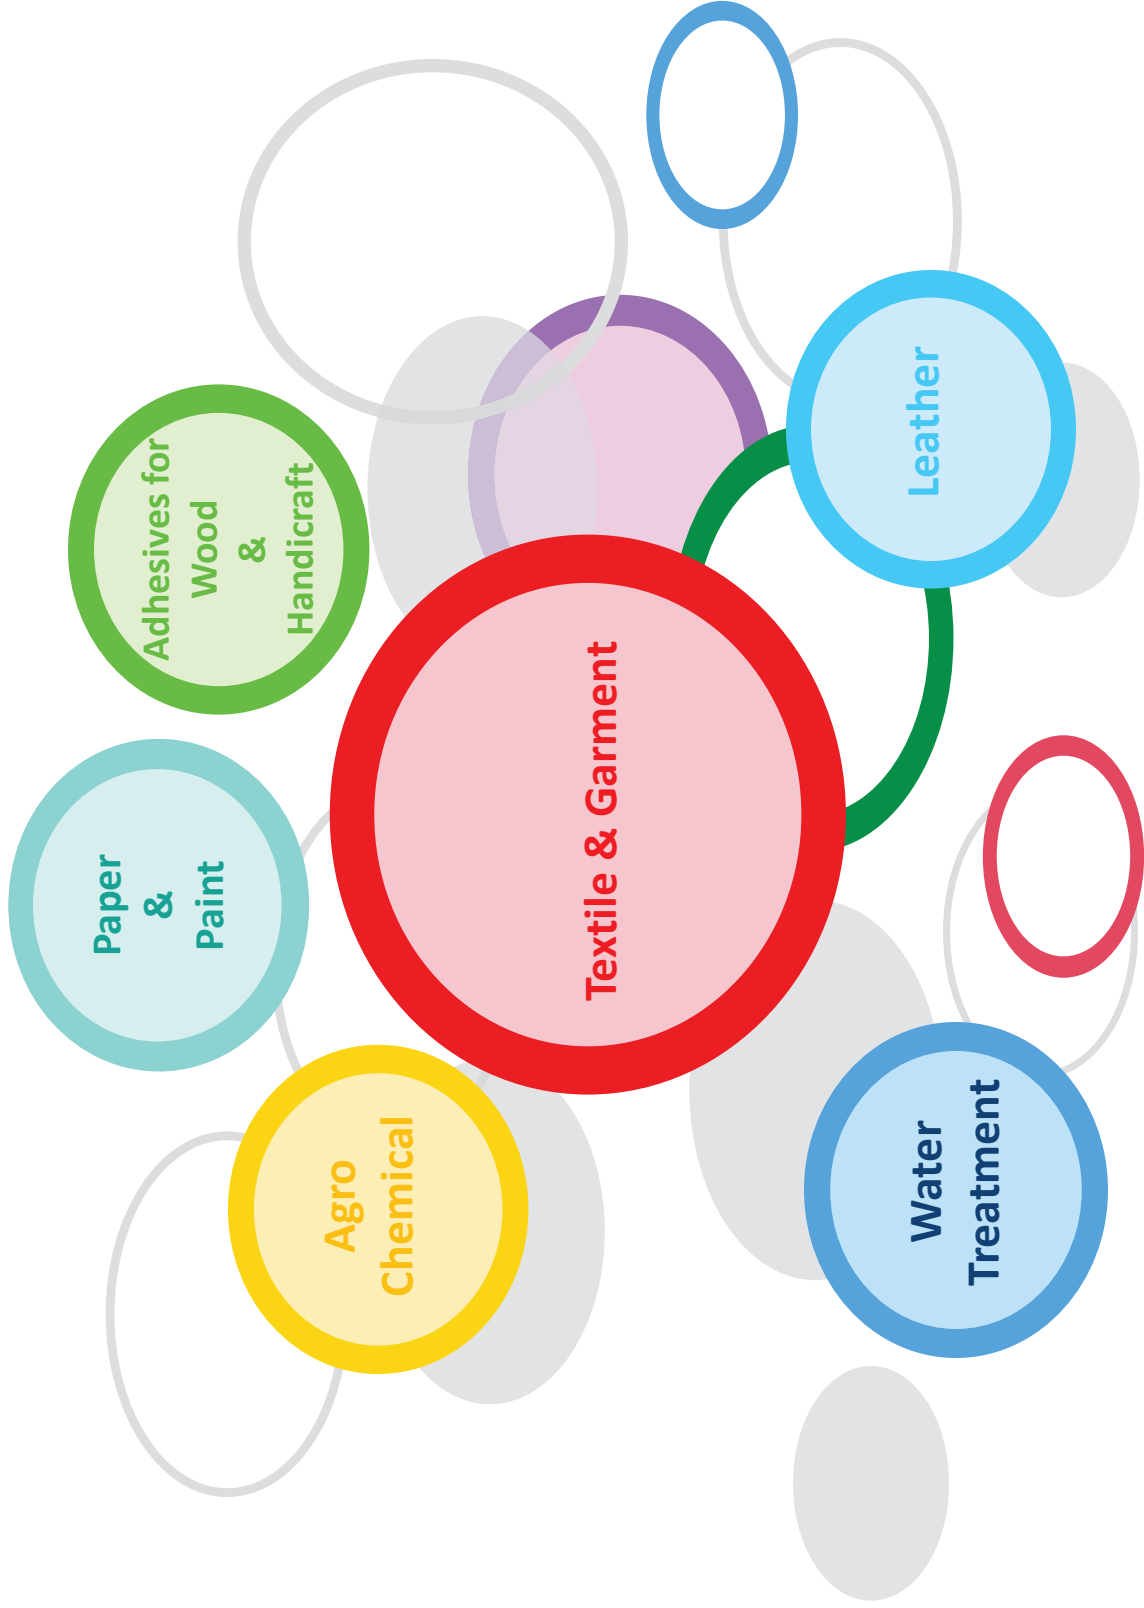 Paper
&
Paint
Adhesives for
Wood
&
Handicraft
Agro
Chemical
Textile & Garment
Water
Treatment
Leather